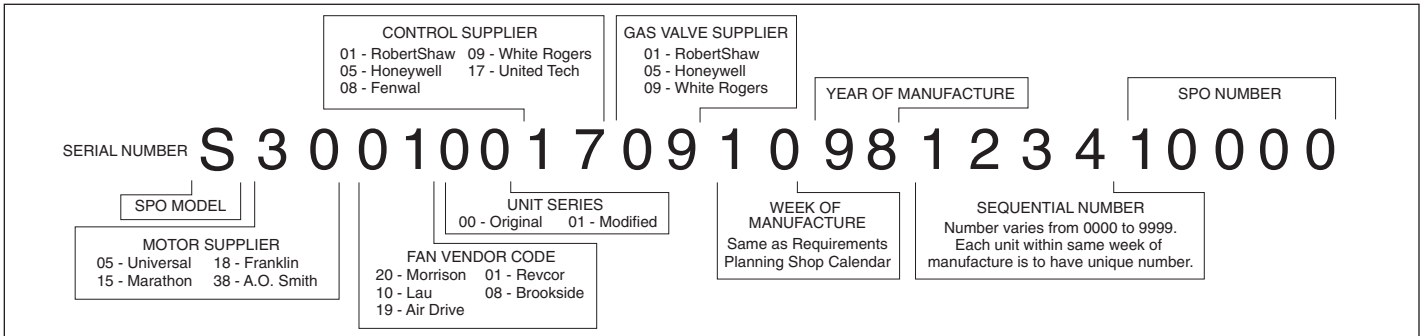 CONTROL SUPPLIER
01 - RobertShaw 09 - White Rogers
05 - Honeywell 17 - United Tech
08 - Fenwal
GAS VALVE SUPPLIER
01 - RobertShaw
05 - Honeywell
09 - White Rogers
YEAR OF MANUFACTURE
SPO NUMBER
SERIAL NUMBER S 3 0 0 1 0 0 1 7 0 9 1 0 9 8 1 2 3 4 1 0 0 0 0
SPO MODEL
MOTOR SUPPLIER
05 - Universal 18 - Franklin
15 - Marathon 38 - A.O. Smith
FAN VENDOR CODE
20 - Morrison 01 - Revcor
10 - Lau 08 - Brookside
19 - Air Drive
UNIT SERIES
00 - Original 01 - Modified
WEEK OF
MANUFACTURE
Same as Requirements
Planning Shop Calendar
SEQUENTIAL NUMBER
Number varies from 0000 to 9999.
Each unit within same week of
manufacture is to have unique number.